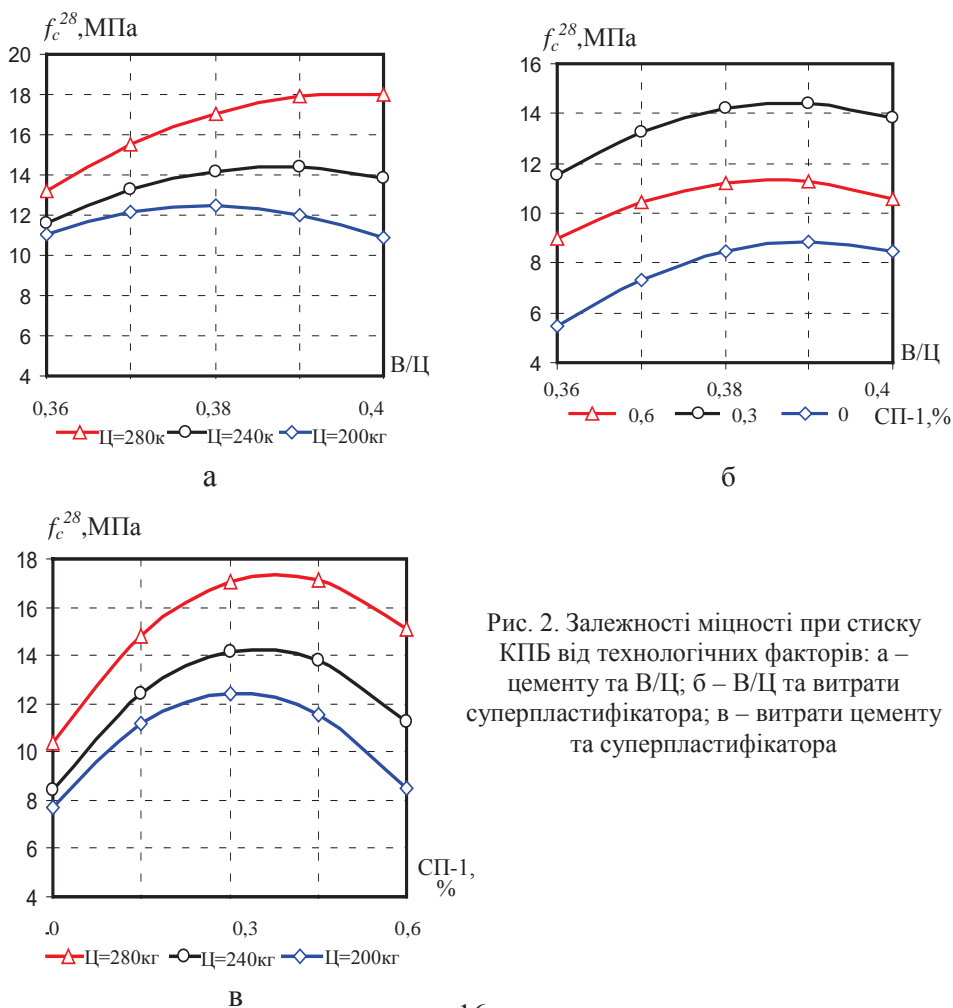 f_c^28,МПа
20
18
16
14
12
10
8
6
4
В/Ц
0,36 0,38 0,4
Ц=280к Ц=240к Ц=200кг
а
f_c^28,МПа
16
14
12
10
8
6
4
В/Ц
0,36 0,38 0,4
0,6 0,3 0 СП-1,%
б
f_c^28,МПа
18
16
14
12
10
8
6
4
СП-1,
%
.0 0,3 0,6
Ц=280кг Ц=240кг Ц=200кг
в
Рис. 2. Залежності міцності при стиску
КПБ від технологічних факторів: а –
цементу та В/Ц; б – В/Ц та витрати
суперпластифікатора; в – витрати цементу
та суперпластифікатора